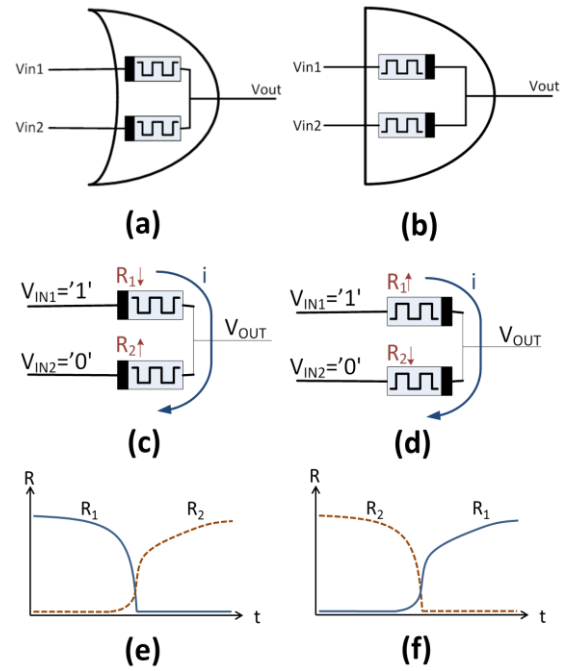 Vin1
Vin2
Vout
(a)
Vin1
Vin2
Vout
(b)
R1↓
i
VIN1='1'
R2↑
VOUT
VIN2='0'
(c)
R1↑
i
VIN1='1'
R2↓
VOUT
VIN2='0'
(d)
R
R1
R2
t
(e)
R
R2
R1
t
(f)